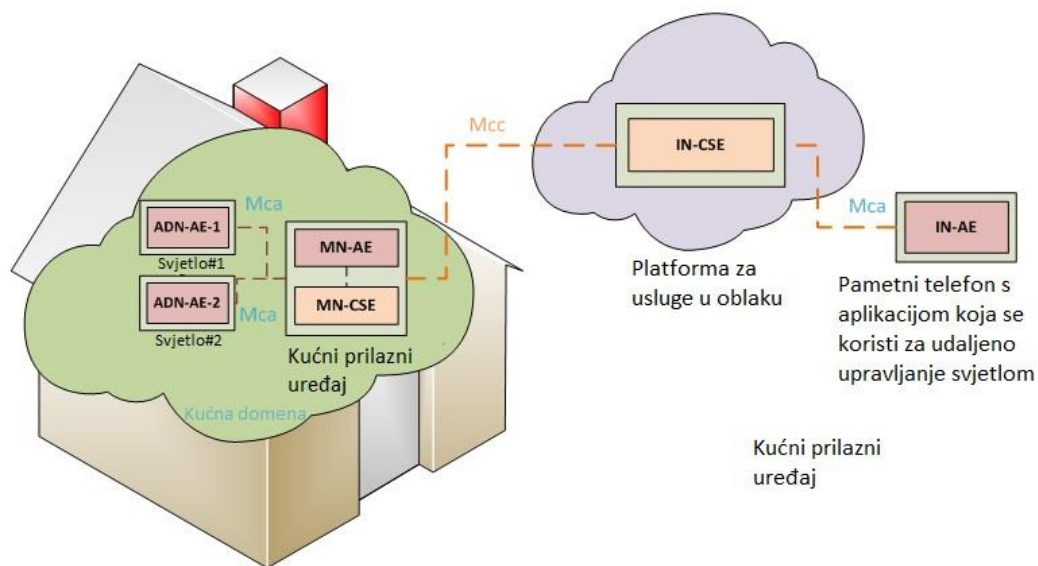 Mcc
IN-CSE
Mca
ADN-AE-1
Svjetlo#1
MN-AE
Mca
IN-AE
ADN-AE-2
Svjetlo#2
Mca
MN-CSE
Platforma za
usluge u oblaku
Pametni telefon s
aplikacijom koja se
koristi za udaljeno
upravljanje svjetlom
Kućni prilazni
uređaj
Kućna domena
Kućni prilazni
uređaj